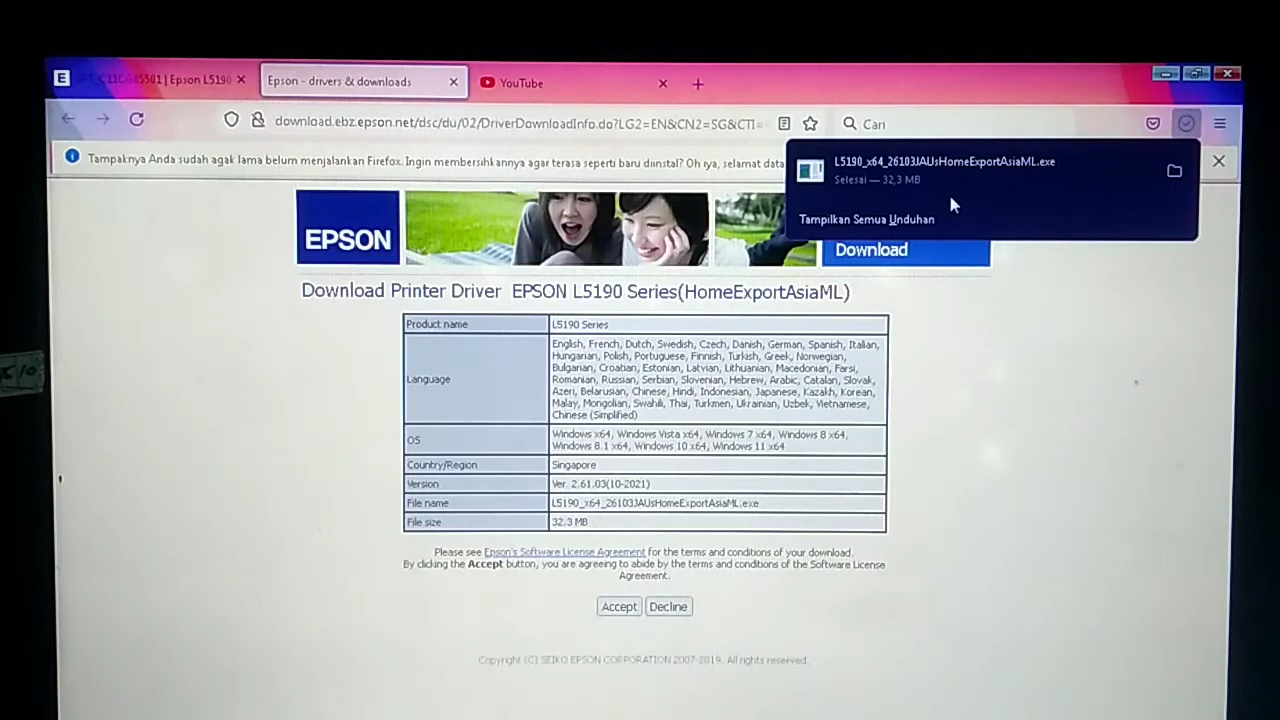 E C11CG85501 | Epson L5190
Epson - drivers & downloads
YouTube
download.ebz.epson.net/dsc/du/02/DriverDownloadInfo.do?LG2=EN&CN2=SG&CTI=
Can
Tampaknya Anda sudah agak lama belum menjalankan Firefox. Ingin membersihkannya agar terasa seperti baru diinstal? Oh iya, selamat data
L5190_x64_26103JAUsHomeExportAsiaML.exe
Selesai — 32,3 MB
Tampilkan Semua Unduhan
EPSON
Download
Download Printer Driver EPSON L5190 Series(HomeExportAsiaML)
Product name L5190 Series
Language English, French, Dutch, Swedish, Czech, Danish, German, Spanish, Italian,
Hungarian, Polish, Portuguese, Finnish, Turkish, Greek, Norwegian,
Bulgarian, Croatian, Estonian, Latvian, Lithuanian, Macedonian, Farsi,
Romanian, Russian, Serbian, Slovenian, Hebrew, Arabic, Catalan, Slovak,
Azeri, Belarusian, Chinese, Hindi, Indonesian, Japanese, Kazakh, Korean,
Malay, Mongolian, Swahili, Thai, Turkmen, Ukrainian, Uzbek, Vietnamese,
Chinese (Simplified)
OS Windows x64, Windows Vista x64, Windows 7 x64, Windows 8 x64,
Windows 8.1 x64, Windows 10 x64, Windows 11 x64
Country/Region Singapore
Version Ver. 2.61.03(10-2021)
File name L5190_x64_26103JAUsHomeExportAsiaML.exe
File size 32.3 MB
Please see Epson's Software License Agreement for the terms and conditions of your download.
By clicking the Accept button, you are agreeing to abide by the terms and conditions of the Software License
Agreement.
Accept Decline
Copyright (C) SEIKO EPSON CORPORATION 2007-2019. All rights reserved.